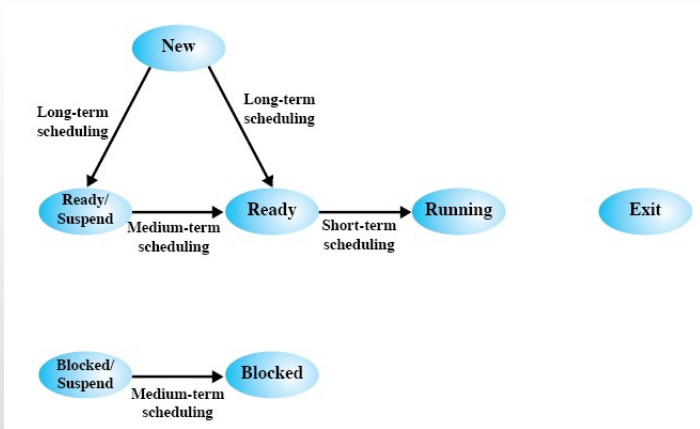 New
Long-term
scheduling
Long-term
scheduling
Ready/
Suspend
Medium-term
scheduling
Ready
Short-term
scheduling
Running
Exit
Blocked/
Suspend
Medium-term
scheduling
Blocked